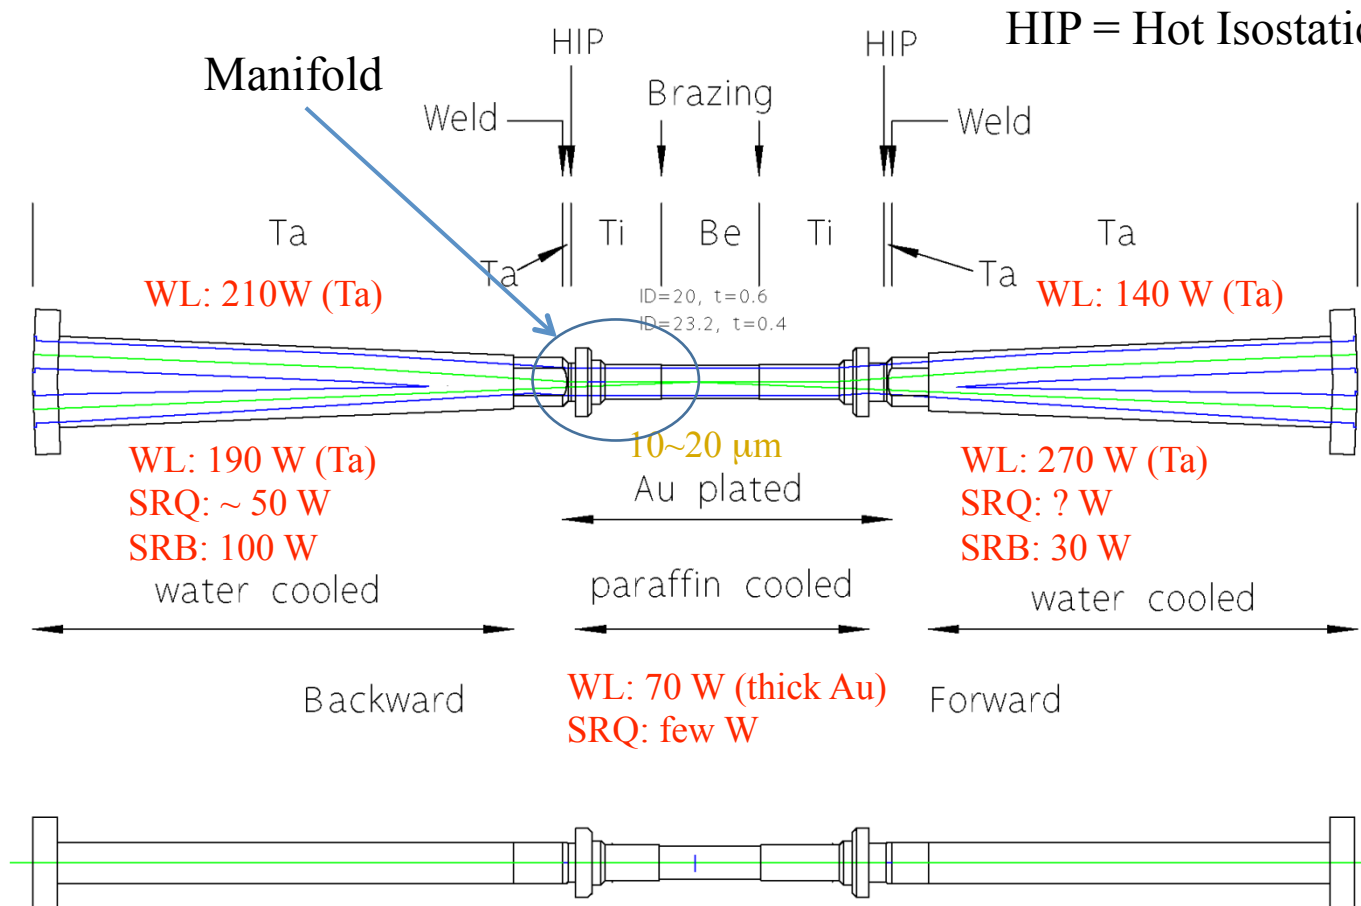 HIP = Hot Isostatic
HIP
HIP
Manifold
Brazing
Weld
Weld
Ta
Ti
Be
Ti
Ta
Ta
Ta
WL: 210W (Ta)
ID=20, t=0.6
ID=23.2, t=0.4
WL: 140 W (Ta)
10~20 μm
Au plated
WL: 190 W (Ta)
SRQ: ~ 50 W
SRB: 100 W
WL: 270 W (Ta)
SRQ: ? W
SRB: 30 W
water cooled
paraffin cooled
water cooled
Backward
WL: 70 W (thick Au)
SRQ: few W
Forward